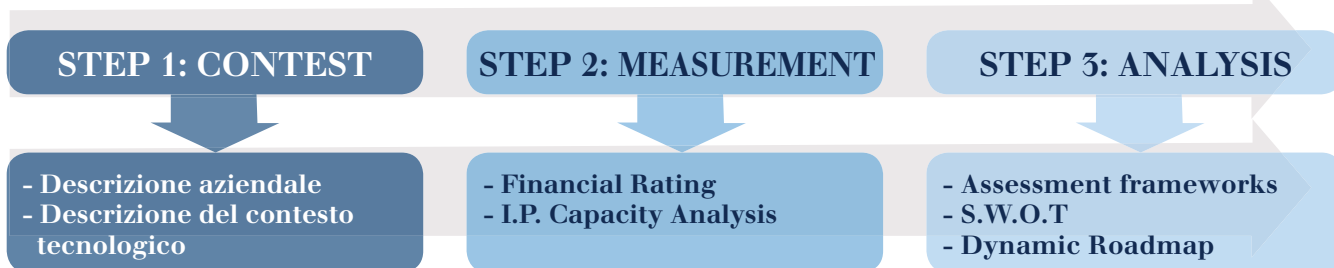 STEP 1: CONTEST
STEP 2: MEASUREMENT
STEP 3: ANALYSIS
- Descrizione aziendale
- Descrizione del contesto
tecnologico
- Financial Rating
- I.P. Capacity Analysis
- Assessment frameworks
- S.W.O.T
- Dynamic Roadmap